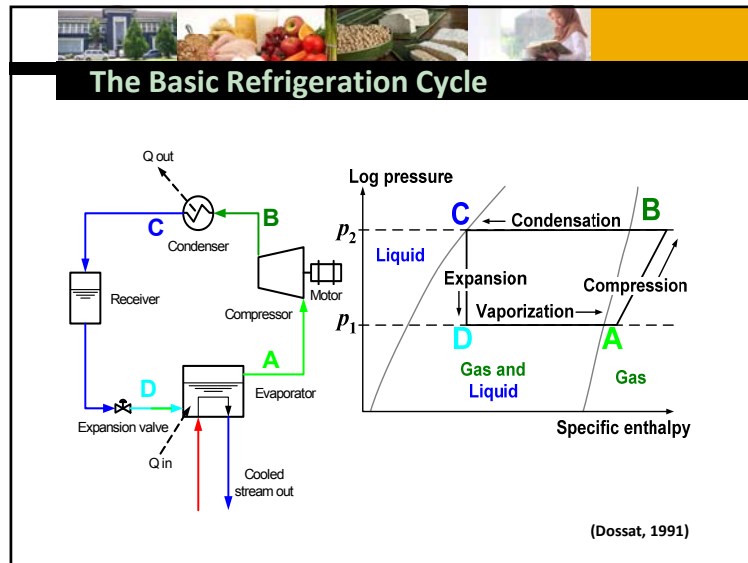 The Basic Refrigeration Cycle
Q out
B
C
Condenser
Receiver
Compressor
Motor
A
D
Evaporator
Expansion valve
Q in
Cooled
stream out
Log pressure
C
B
Condensation
p2
Liquid
Expansion
Compression
Vaporization
p1
D
A
Gas and
Liquid
Gas
Specific enthalpy
(Dossat, 1991)